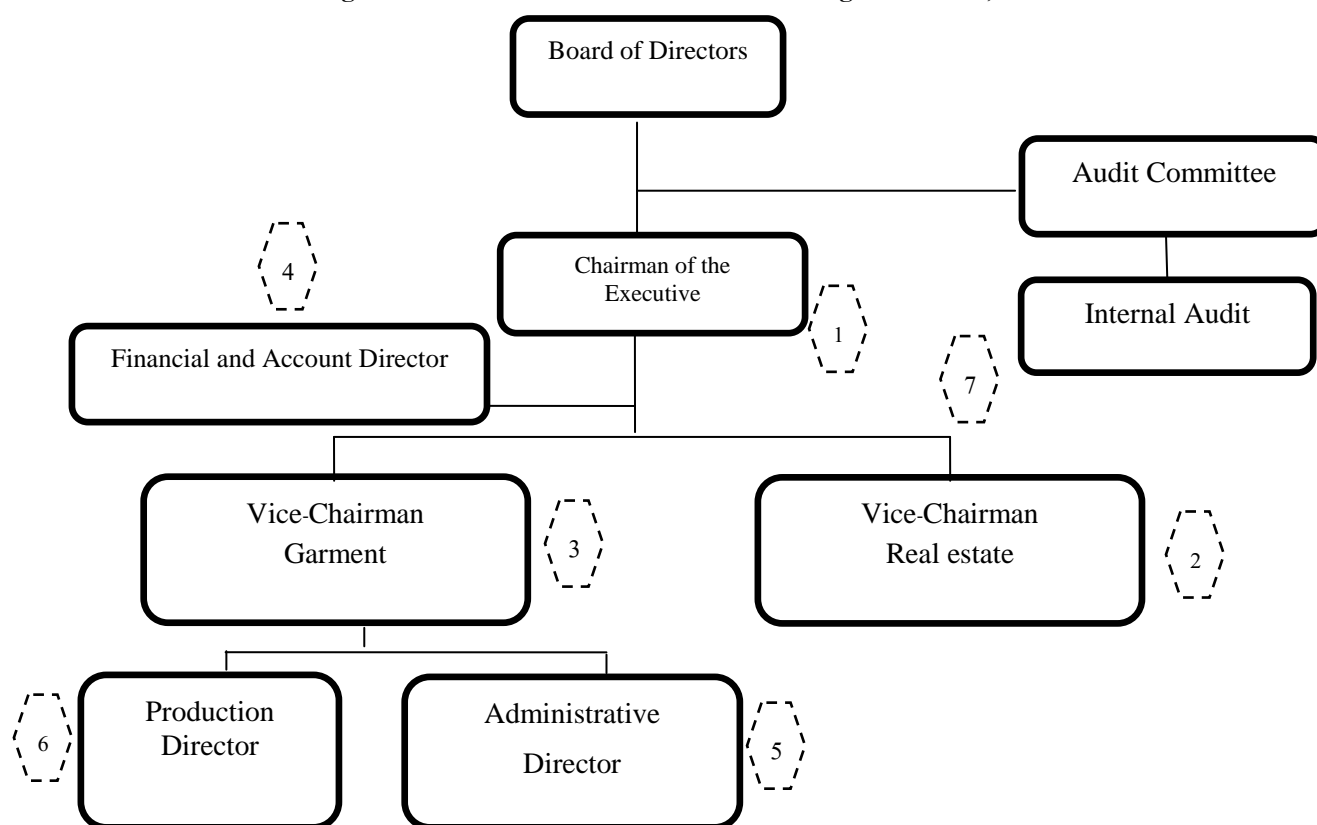 Board of Directors
Audit Committee
4
Chairman of the
Executive
Internal Audit
1
Financial and Account Director
7
Vice-Chairman
Garment
3
Vice-Chairman
Real estate
2
Production
Director
6
Administrative
Director
5